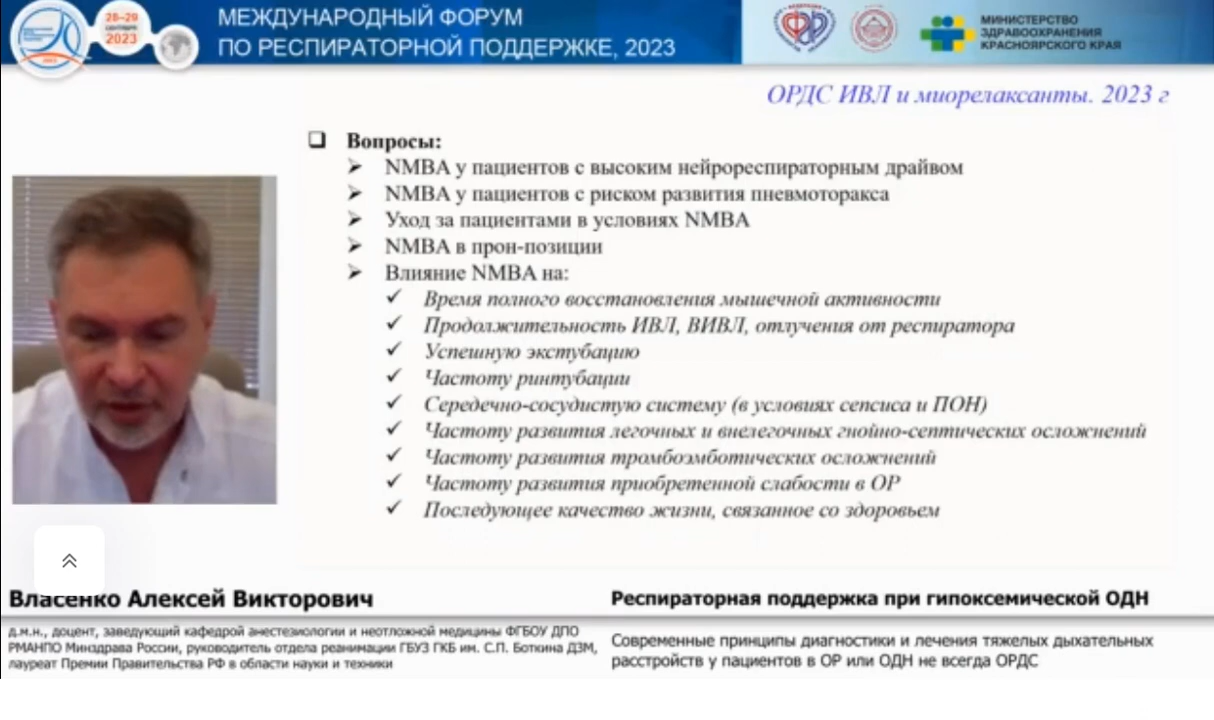 28-29
СЕНТЯБРЯ
2023
МЕЖДУНАРОДНЫЙ ФОРУМ
ПО РЕСПИРАТОРНОЙ ПОДДЕРЖКЕ, 2023
МИНИСТЕРСТВО
ЗДРАВООХРАНЕНИЯ
КРАСНОЯРСКОГО КРАЯ
ОРДС ИВЛ и миорелаксанты. 2023 г
Вопросы:
NMBA у пациентов с высоким нейрореспираторным драйвом
NMBA у пациентов с риском развития пневмоторакса
Уход за пациентами в условиях NMBA
NMBA в прон-позиции
Влияние NMBA на:
Время полного восстановления мышечной активности
Продолжительность ИВЛ, ВИВЛ, отлучения от респиратора
Успешную экстубацию
Частоту ринтубации
Середечно-сосудистую систему (в условиях сепсиса и ПОН)
Частоту развития легочных и внелегочных гнойно-септических осложнений
Частоту развития тромбоэмботических осложнений
Частоту развития приобретенной слабости в ОР
Последующее качество жизни, связанное со здоровьем
Власенко Алексей Викторович
д.м.н., доцент, заведующий кафедрой анестезиологии и неотложной медицины ФГБОУ ДПО
РМАНПО Минздрава России, руководитель отдела реанимации ГБУЗ ГКБ им. С.П. Боткина ДЗМ,
лауреат Премии Правительства РФ в области науки и техники
Респираторная поддержка при гипоксемической ОДН
Современные принципы диагностики и лечения тяжелых дыхательных
расстройств у пациентов в ОР или ОДН не всегда ОРДС